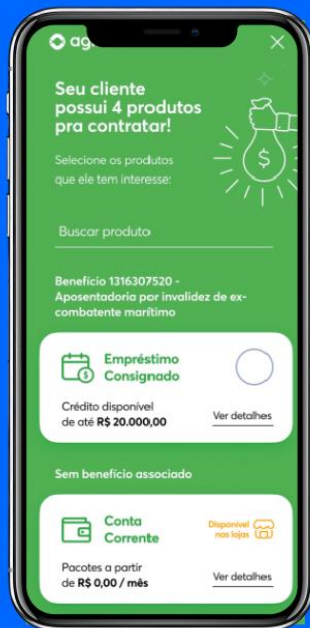 Seu cliente
possui 4 produtos
pra contratar!
$
Selecione os produtos
que ele tem interesse:
Buscar produto
Benefício 1316307520 -
Aposentadoria por invalidez de ex-
combatente marítimo
Empréstimo
Consignado
Crédito disponível
de até R$ 20.000,00
Ver detalhes
Sem benefício associado
Conta
Corrente
Disponível
nas lojas
Pacotes a partir
de R$ 0,00 / mês
Ver detalhes